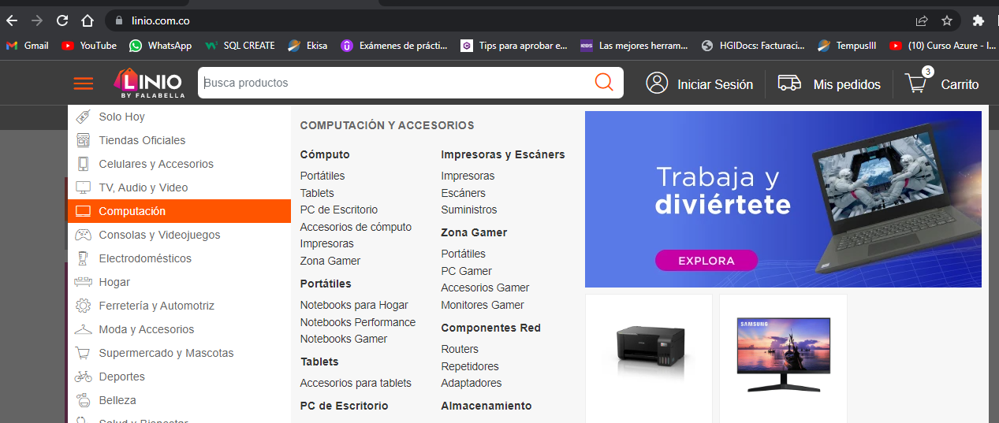 linio.com.co
Gmail
YouTube
WhatsApp
SQL CREATE
Ekisa
Exámenes de prácti...
Tips para aprobar e...
Las mejores herram...
HGIDocs: Facturaci...
TempusIII
(10) Curso Azure - I...
LINIO
BY FALABELLA
Busca productos
Iniciar Sesión
Mis pedidos
3
Carrito
Solo Hoy
Tiendas Oficiales
Celulares y Accesorios
TV, Audio y Video
Computación
Consolas y Videojuegos
Electrodomésticos
Hogar
Ferretería y Automotriz
Moda y Accesorios
Supermercado y Mascotas
Deportes
Belleza
Salud y Bienestar
COMPUTACIÓN Y ACCESORIOS
Cómputo
Portátiles
Tablets
PC de Escritorio
Accesorios de cómputo
Impresoras
Zona Gamer
Portátiles
Notebooks para Hogar
Notebooks Performance
Notebooks Gamer
Tablets
Accesorios para tablets
PC de Escritorio
Impresoras y Escáners
Impresoras
Escáners
Suministros
Zona Gamer
Portátiles
PC Gamer
Accesorios Gamer
Monitores Gamer
Componentes Red
Routers
Repetidores
Adaptadores
Almacenamiento
Trabaja y
diviértete
EXPLORA
SAMSUNG